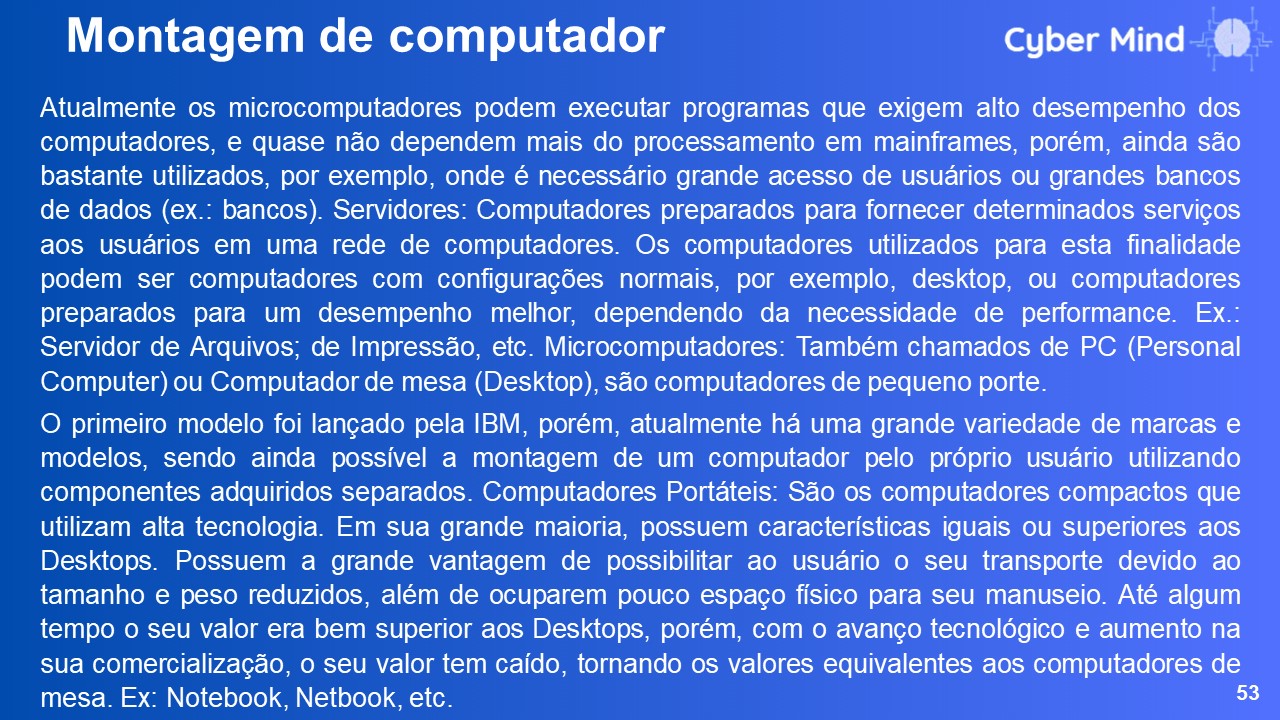 Montagem de computador
Cyber Mind
Atualmente os microcomputadores podem executar programas que exigem alto desempenho dos
computadores, e quase não dependem mais do processamento em mainframes, porém, ainda são
bastante utilizados, por exemplo, onde é necessário grande acesso de usuários ou grandes bancos
de dados (ex.: bancos). Servidores: Computadores preparados para fornecer determinados serviços
aos usuários em uma rede de computadores. Os computadores utilizados para esta finalidade
podem ser computadores com configurações normais, por exemplo, desktop, ou computadores
preparados para um desempenho melhor, dependendo da necessidade de performance. Ex.:
Servidor de Arquivos; de Impressão, etc. Microcomputadores: Também chamados de PC (Personal
Computer) ou Computador de mesa (Desktop), são computadores de pequeno porte.
O primeiro modelo foi lançado pela IBM, porém, atualmente há uma grande variedade de marcas e
modelos, sendo ainda possível a montagem de um computador pelo próprio usuário utilizando
componentes adquiridos separados. Computadores Portáteis: São os computadores compactos que
utilizam alta tecnologia. Em sua grande maioria, possuem características iguais ou superiores aos
Desktops. Possuem a grande vantagem de possibilitar ao usuário o seu transporte devido ao
tamanho e peso reduzidos, além de ocuparem pouco espaço físico para seu manuseio. Até algum
tempo o seu valor era bem superior aos Desktops, porém, com o avanço tecnológico e aumento na
sua comercialização, o seu valor tem caído, tornando os valores equivalentes aos computadores de
mesa. Ex: Notebook, Netbook, etc.
53